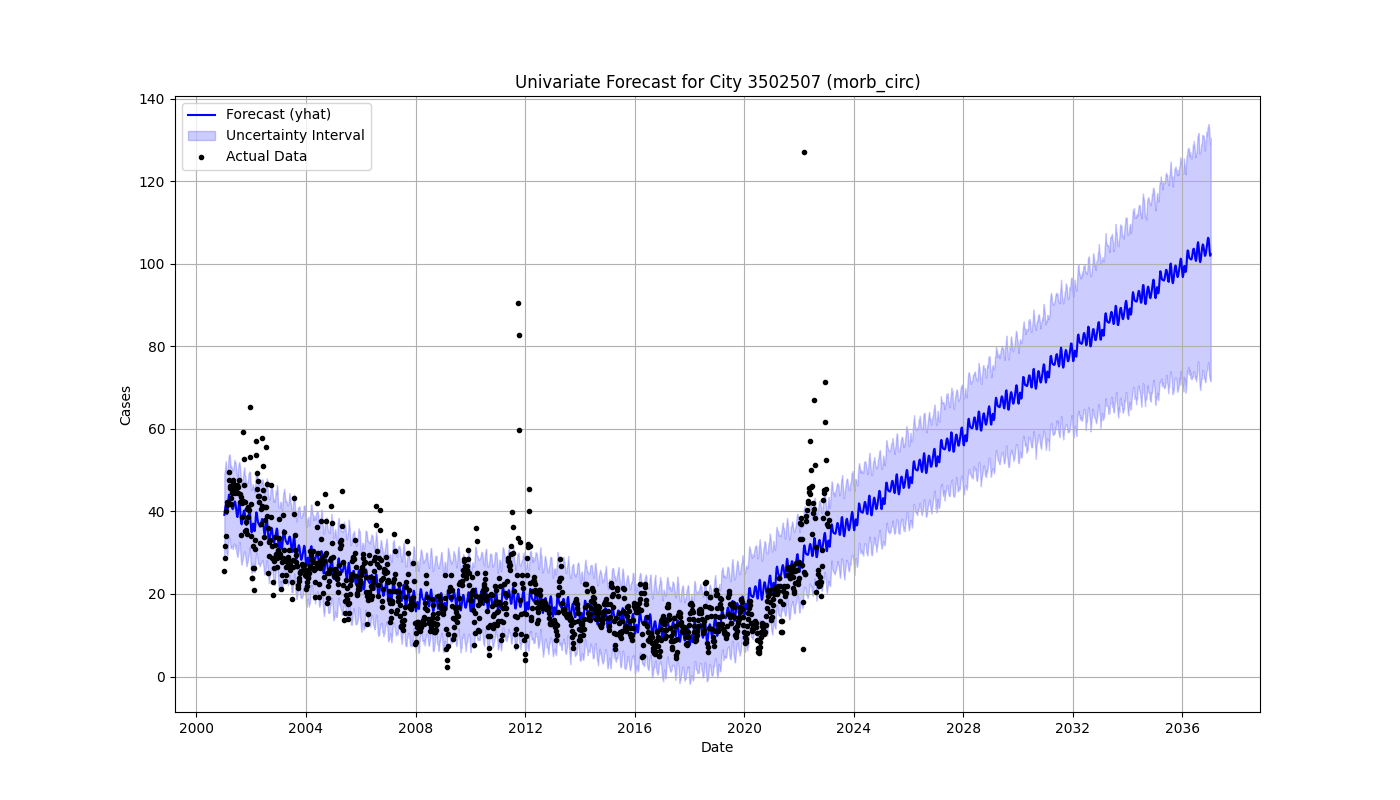 Univariate Forecast for City 3502507 (morb_circ)
Forecast (yhat)
Uncertainty Interval
Actual Data
Cases
140
120
100
80
60
40
20
0
2000 2004 2008 2012 2016 2020 2024 2028 2032 2036
Date